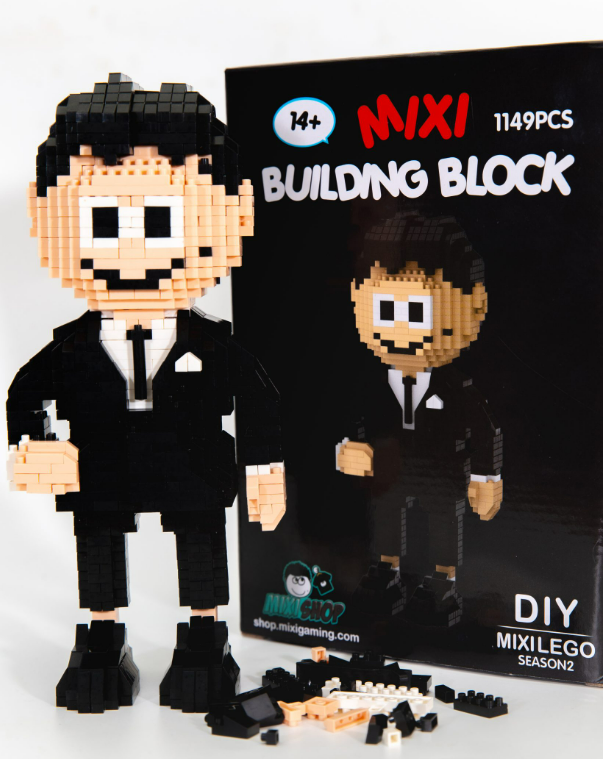 14+
MIXI
1149PCS
BUILDING BLOCK
MIXISHOP
shop.mixigaming.com
DIY
MIXILEGO
SEASON2